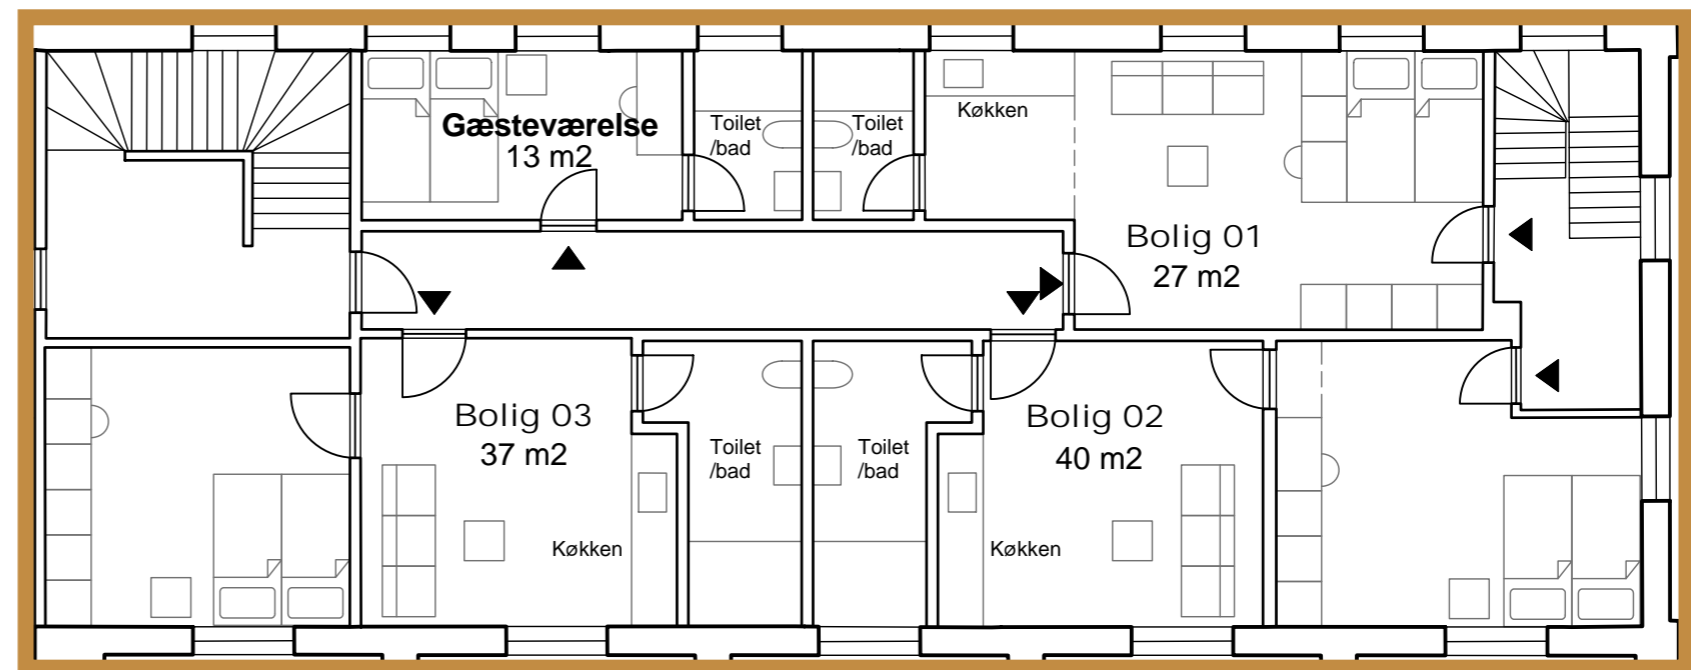 Gæsteværelse
13 m2
Toilet
/bad
Toilet
/bad
Køkken
Bolig 01
27 m2
Bolig 03
37 m2
Toilet
/bad
Køkken
Toilet
/bad
Bolig 02
40 m2
Køkken